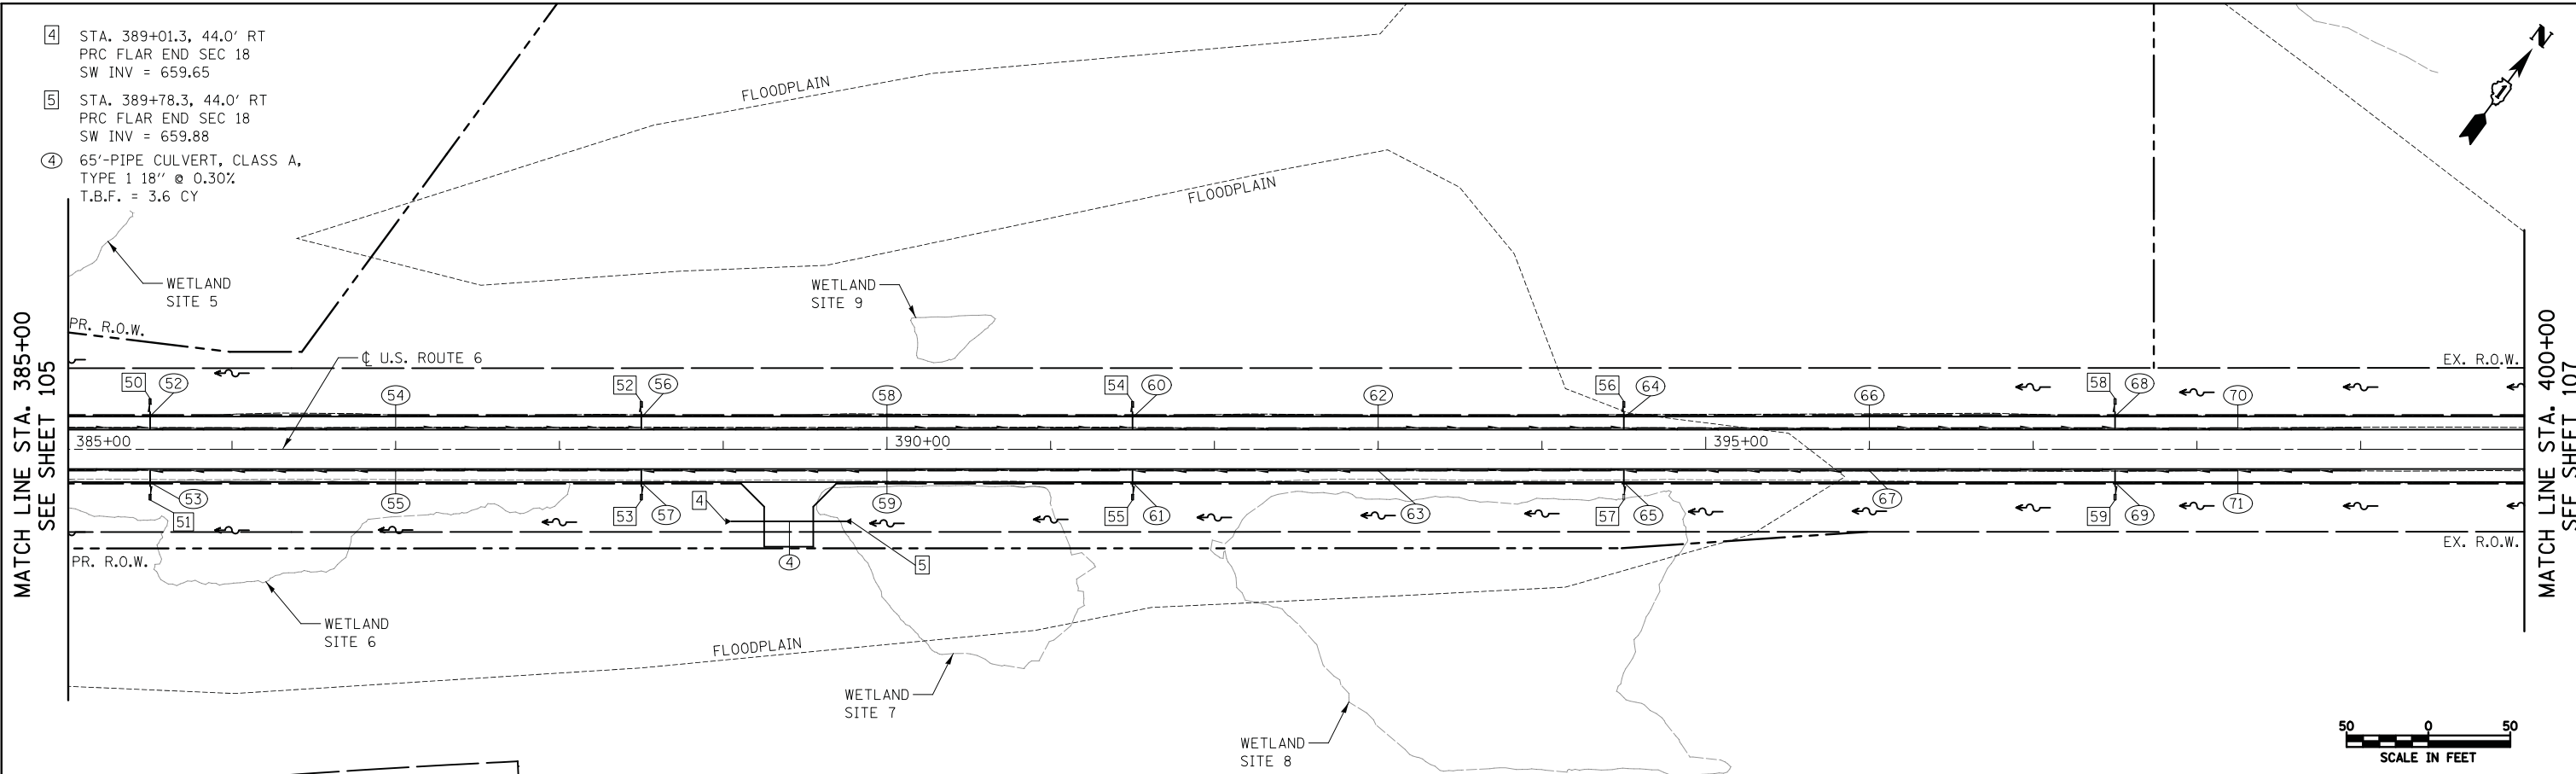 4 STA. 389+01.3, 44.0' RT
PRC FLAR END SEC 18
SW INV = 659.65
5 STA. 389+78.3, 44.0' RT
PRC FLAR END SEC 18
SW INV = 659.88
4 65'-PIPE CULVERT, CLASS A,
TYPE 1 18" @ 0.30%
T.B.F. = 3.6 CY
FLOODPLAIN
FLOODPLAIN
N
1
WETLAND
SITE 5
WETLAND
SITE 9
PR. R.O.W.
℄ U.S. ROUTE 6
EX. R.O.W.
MATCH LINE STA. 385+00
SEE SHEET 105
MATCH LINE STA. 400+00
SEE SHEET 107
50 52 54 52 56 58 54 60 62 56 64 66 58 68 70
385+00 390+00 395+00
53 51 55 53 57 4 59 55 61 63 57 65 67 59 69 71
4 5
PR. R.O.W.
EX. R.O.W.
WETLAND
SITE 6
FLOODPLAIN
WETLAND
SITE 7
WETLAND
SITE 8
50 0 50
SCALE IN FEET